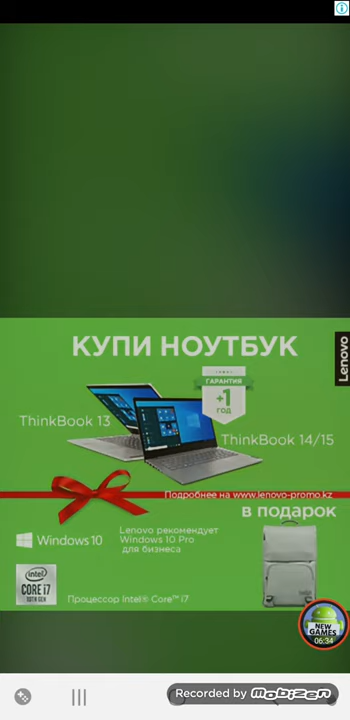 КУПИ НОУТБУК
Lenovo
ГАРАНТИЯ
+1
ГОД
ThinkBook 13
ThinkBook 14/15
Подробнее на www.lenovo-promo.kz
в подарок
Windows 10
Lenovo рекомендует
Windows 10 Pro
для бизнеса
intel
CORE i7
10TH GEN
Процессор Intel® Core™ i7
NEW
GAMES
06:34
Recorded by mobizen